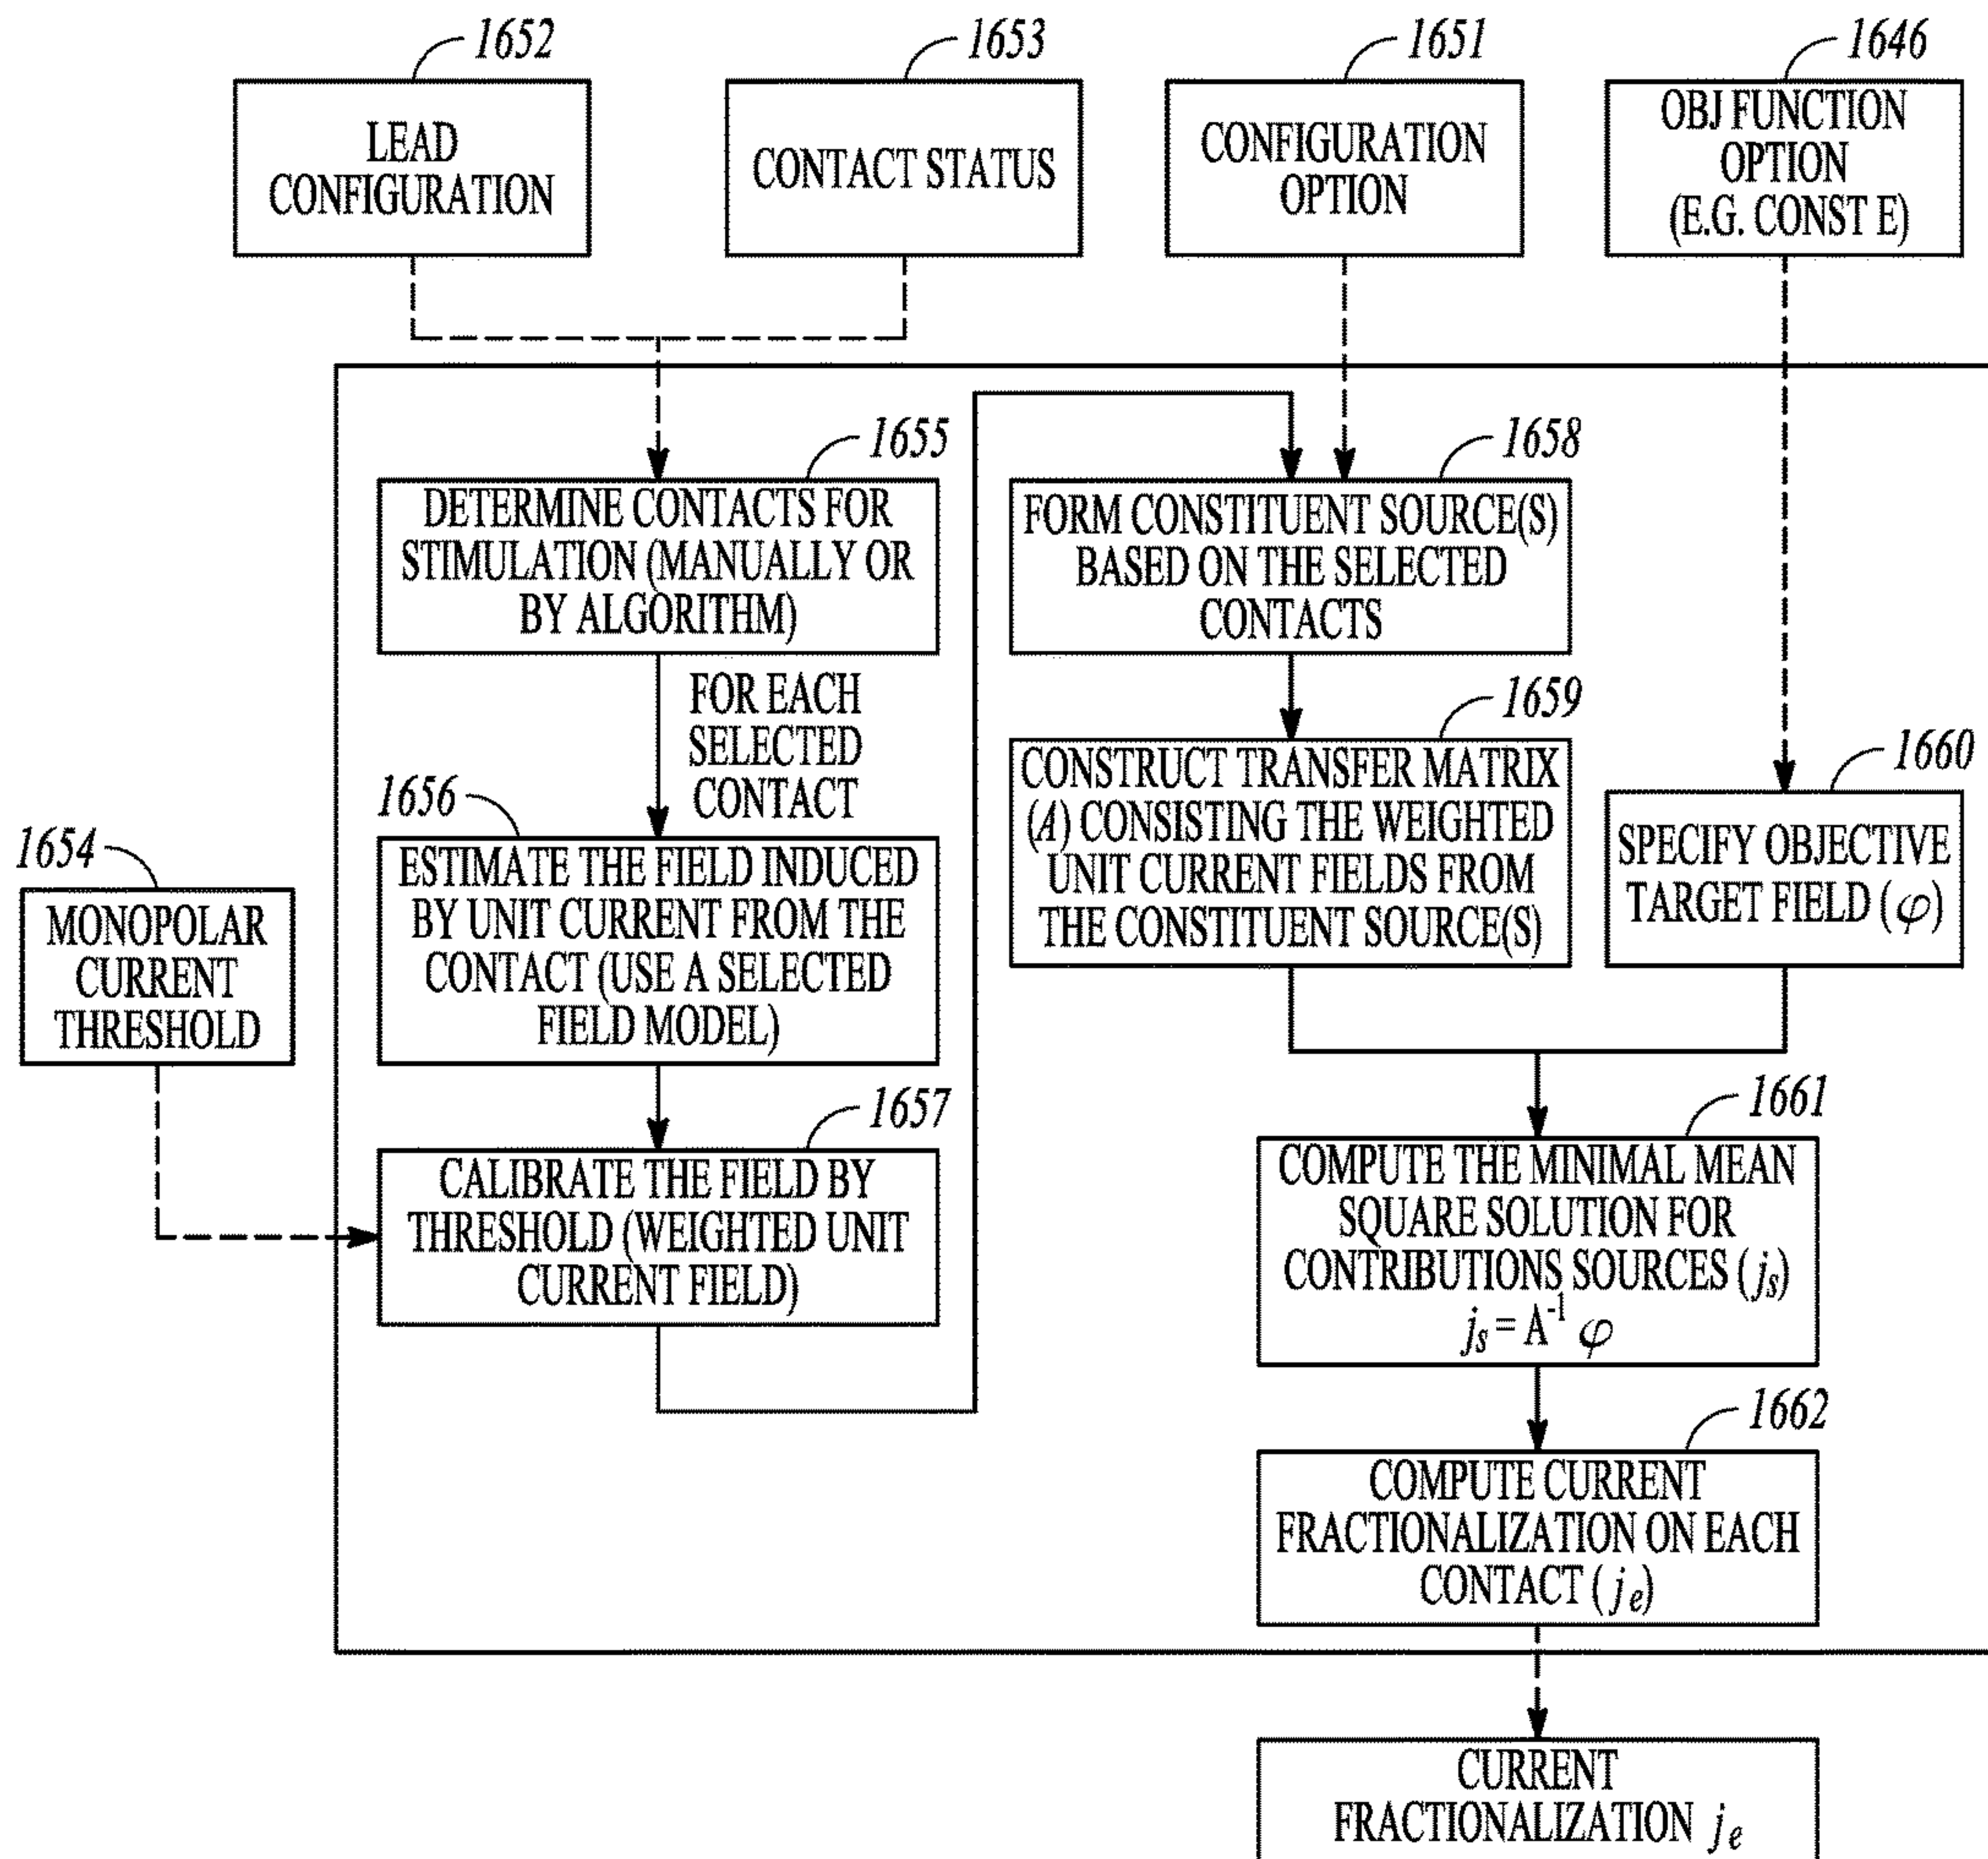 1652
LEAD
CONFIGURATION
1653
CONTACT STATUS
1651
CONFIGURATION
OPTION
1646
OBJ FUNCTION
OPTION
(E.G. CONST E)
1655
DETERMINE CONTACTS FOR
STIMULATION (MANUALLY OR
BY ALGORITHM)
FOR EACH
SELECTED
CONTACT
1656
ESTIMATE THE FIELD INDUCED
BY UNIT CURRENT FROM THE
CONTACT (USE A SELECTED
FIELD MODEL)
1654
MONOPOLAR
CURRENT
THRESHOLD
1657
CALIBRATE THE FIELD BY
THRESHOLD (WEIGHTED UNIT
CURRENT FIELD)
1658
FORM CONSTITUENT SOURCE(S)
BASED ON THE SELECTED
CONTACTS
1659
CONSTRUCT TRANSFER MATRIX
(A) CONSISTING THE WEIGHTED
UNIT CURRENT FIELDS FROM
THE CONSTITUENT SOURCE(S)
1660
SPECIFY OBJECTIVE
TARGET FIELD (φ)
1661
COMPUTE THE MINIMAL MEAN
SQUARE SOLUTION FOR
CONTRIBUTIONS SOURCES (jₛ)
jₛ = A⁻¹ φ
1662
COMPUTE CURRENT
FRACTIONALIZATION ON EACH
CONTACT (jₑ)
CURRENT
FRACTIONALIZATION jₑ